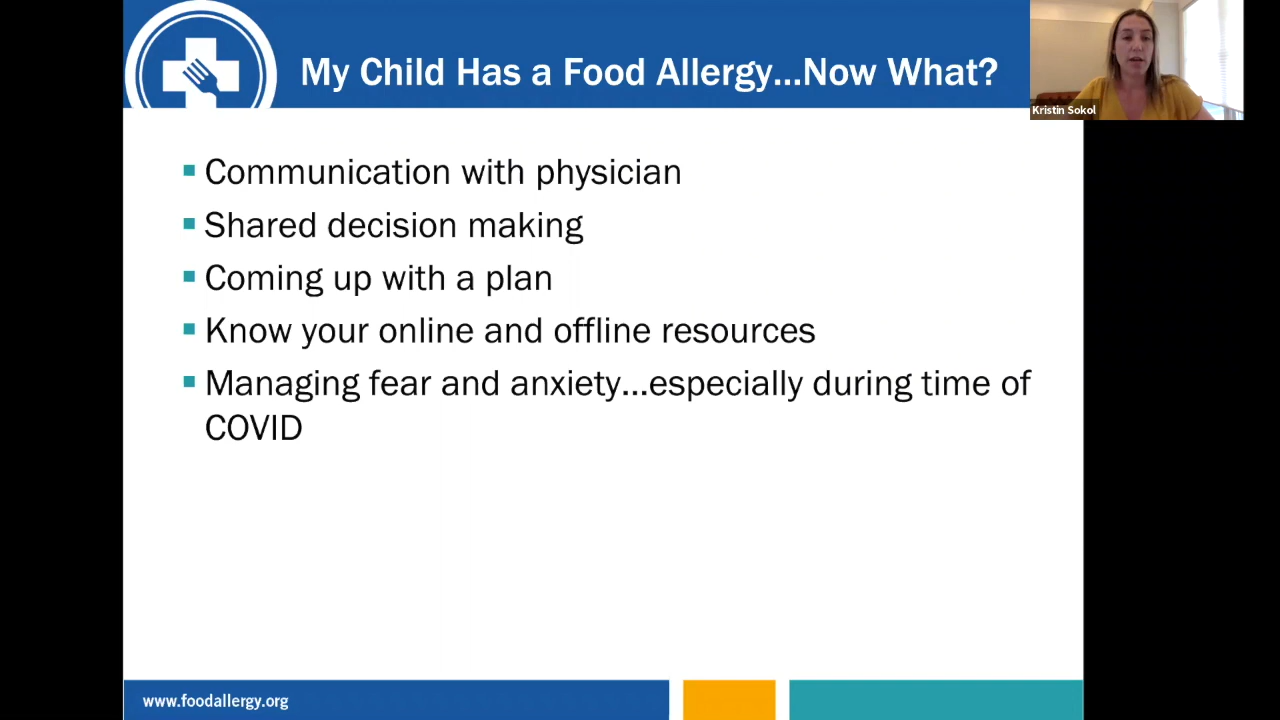 My Child Has a Food Allergy...Now What?
Kristin Sokol
Communication with physician
Shared decision making
Coming up with a plan
Know your online and offline resources
Managing fear and anxiety...especially during time of
COVID
www.foodallergy.org